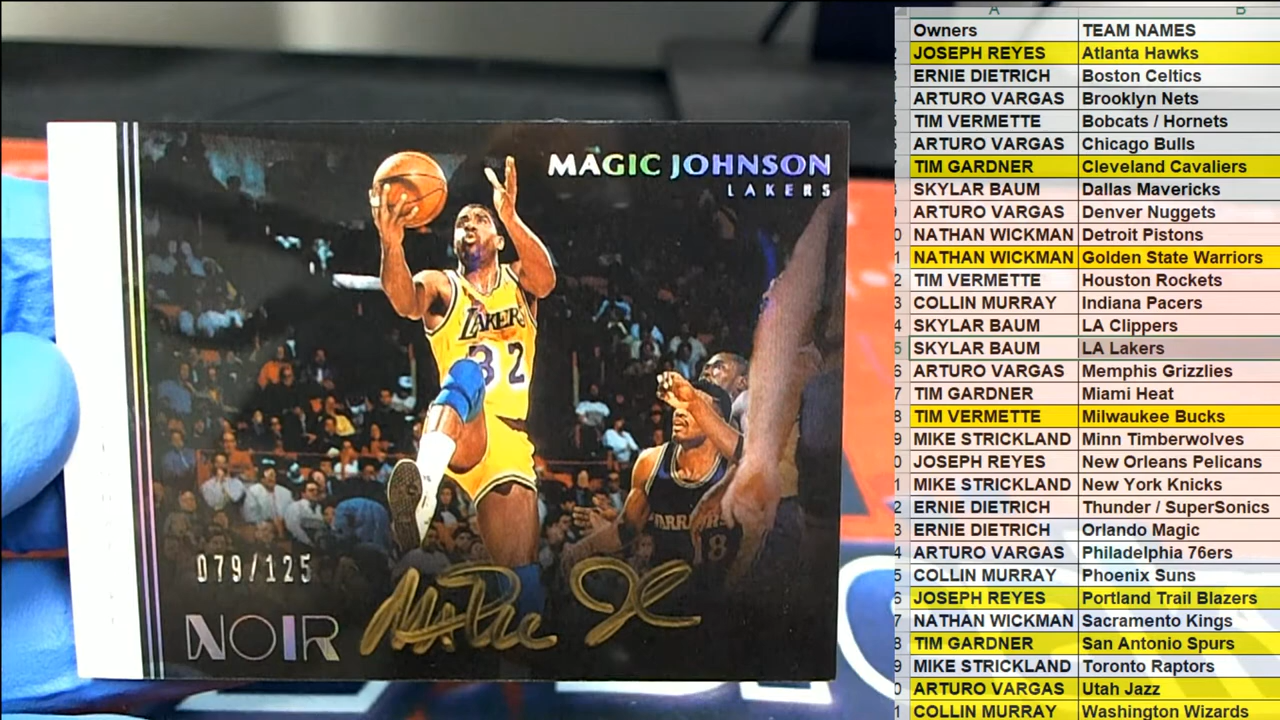 MAGIC JOHNSON
LAKERS
LAKERS
32
WARRIORS
8
079/125
NOIR
Magic Johnson
A B
Owners TEAM NAMES
JOSEPH REYES Atlanta Hawks
ERNIE DIETRICH Boston Celtics
ARTURO VARGAS Brooklyn Nets
TIM VERMETTE Bobcats / Hornets
ARTURO VARGAS Chicago Bulls
TIM GARDNER Cleveland Cavaliers
SKYLAR BAUM Dallas Mavericks
ARTURO VARGAS Denver Nuggets
NATHAN WICKMAN Detroit Pistons
NATHAN WICKMAN Golden State Warriors
TIM VERMETTE Houston Rockets
COLLIN MURRAY Indiana Pacers
SKYLAR BAUM LA Clippers
SKYLAR BAUM LA Lakers
ARTURO VARGAS Memphis Grizzlies
TIM GARDNER Miami Heat
TIM VERMETTE Milwaukee Bucks
MIKE STRICKLAND Minn Timberwolves
JOSEPH REYES New Orleans Pelicans
MIKE STRICKLAND New York Knicks
ERNIE DIETRICH Thunder / SuperSonics
ERNIE DIETRICH Orlando Magic
ARTURO VARGAS Philadelphia 76ers
COLLIN MURRAY Phoenix Suns
JOSEPH REYES Portland Trail Blazers
NATHAN WICKMAN Sacramento Kings
TIM GARDNER San Antonio Spurs
MIKE STRICKLAND Toronto Raptors
ARTURO VARGAS Utah Jazz
COLLIN MURRAY Washington Wizards